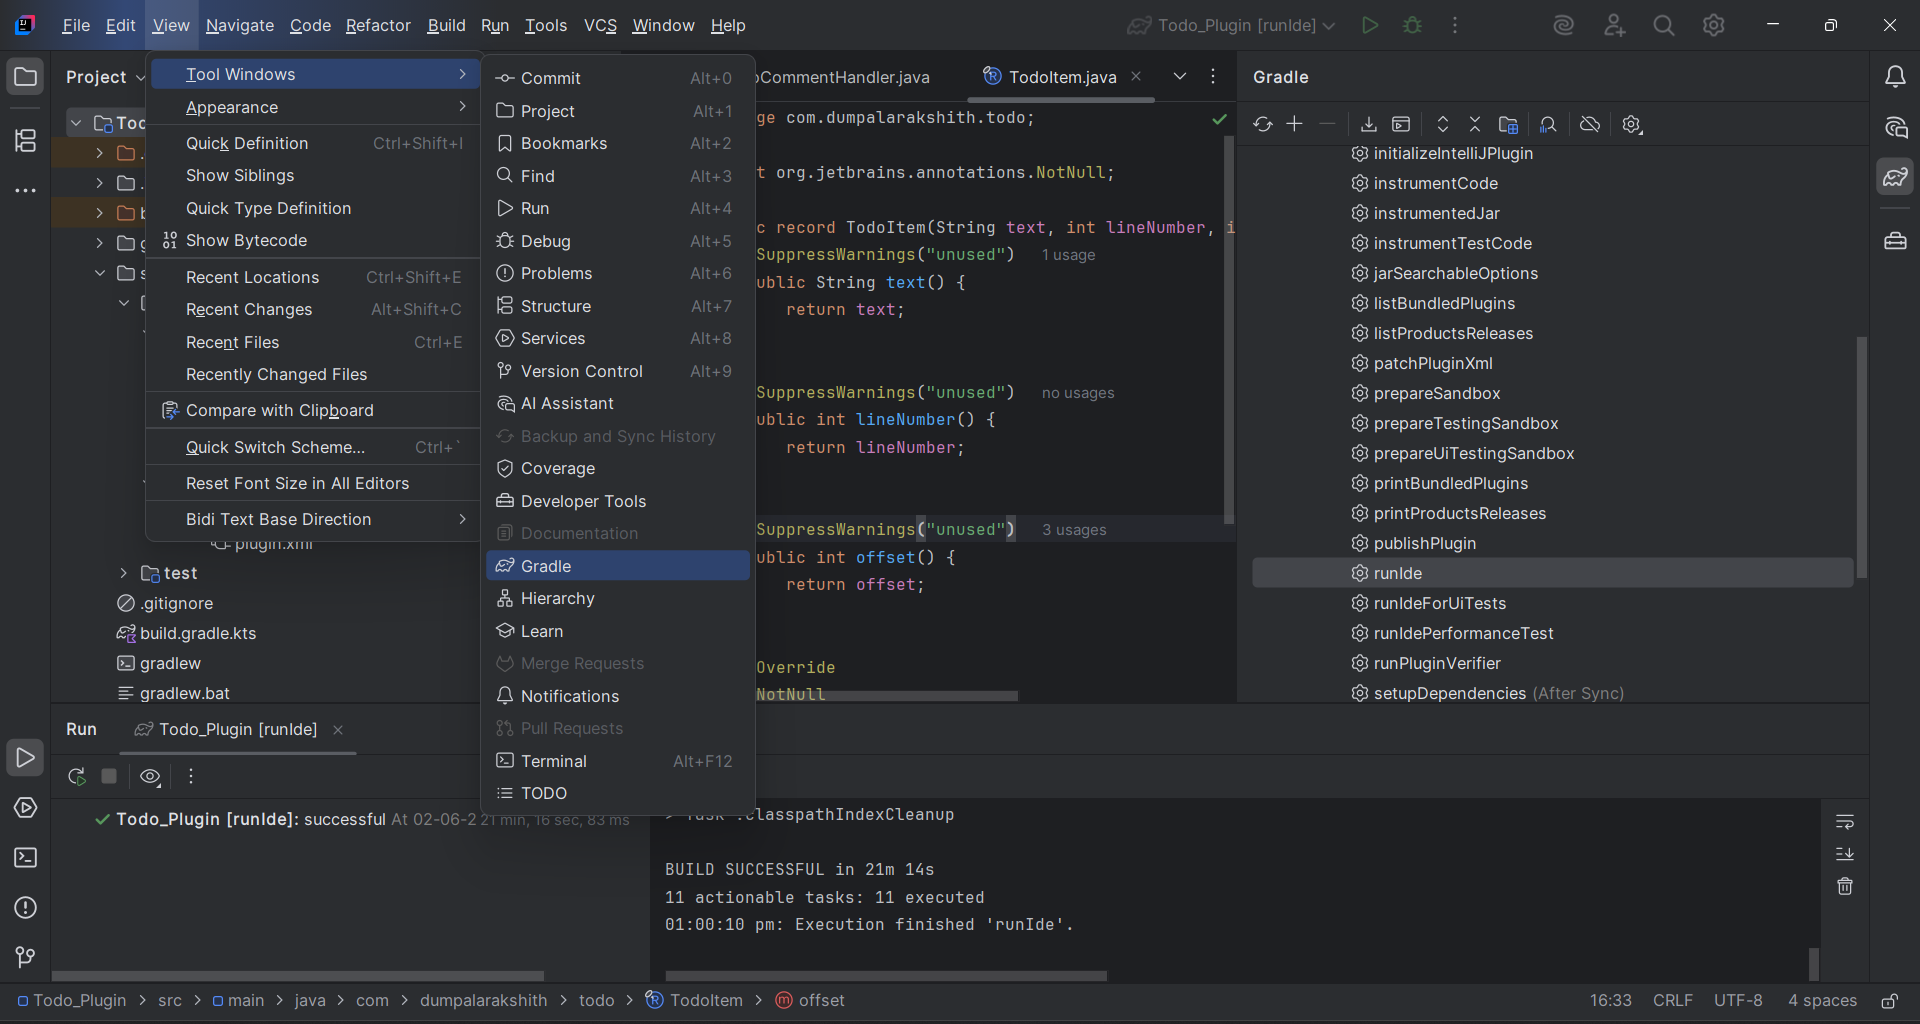 File Edit View Navigate Code Refactor Build Run Tools VCS Window Help
Todo_Plugin [runIde]
Project
Tool Windows
Appearance
Quick Definition Ctrl+Shift+I
Show Siblings
Quick Type Definition
Show Bytecode
Recent Locations Ctrl+Shift+E
Recent Changes Alt+Shift+C
Recent Files Ctrl+E
Recently Changed Files
Compare with Clipboard
Quick Switch Scheme... Ctrl+`
Reset Font Size in All Editors
Bidi Text Base Direction
plugin.xml
test
.gitignore
build.gradle.kts
gradlew
gradlew.bat
Commit Alt+0
Project Alt+1
Bookmarks Alt+2
Find Alt+3
Run Alt+4
Debug Alt+5
Problems Alt+6
Structure Alt+7
Services Alt+8
Version Control Alt+9
AI Assistant
Backup and Sync History
Coverage
Developer Tools
Documentation
Gradle
Hierarchy
Learn
Merge Requests
Notifications
Pull Requests
Terminal Alt+F12
TODO
oCommentHandler.java
TodoItem.java
ge com.dumpalarakshith.todo;
t org.jetbrains.annotations.NotNull;
c record TodoItem(String text, int lineNumber, i
SuppressWarnings("unused") 1 usage
ublic String text() {
return text;
SuppressWarnings("unused") no usages
ublic int lineNumber() {
return lineNumber;
SuppressWarnings("unused") 3 usages
ublic int offset() {
return offset;
Override
NotNull
Gradle
initializeIntelliJPlugin
instrumentCode
instrumentedJar
instrumentTestCode
jarSearchableOptions
listBundledPlugins
listProductsReleases
patchPluginXml
prepareSandbox
prepareTestingSandbox
prepareUiTestingSandbox
printBundledPlugins
printProductsReleases
publishPlugin
runIde
runIdeForUiTests
runIdePerformanceTest
runPluginVerifier
setupDependencies (After Sync)
Run
Todo_Plugin [runIde]
Todo_Plugin [runIde]: successful At 02-06-2 21 min, 16 sec, 83 ms
> Task :classpathIndexCleanup
BUILD SUCCESSFUL in 21m 14s
11 actionable tasks: 11 executed
01:00:10 pm: Execution finished 'runIde'.
Todo_Plugin > src > main > java > com > dumpalarakshith > todo > TodoItem > offset
16:33 CRLF UTF-8 4 spaces